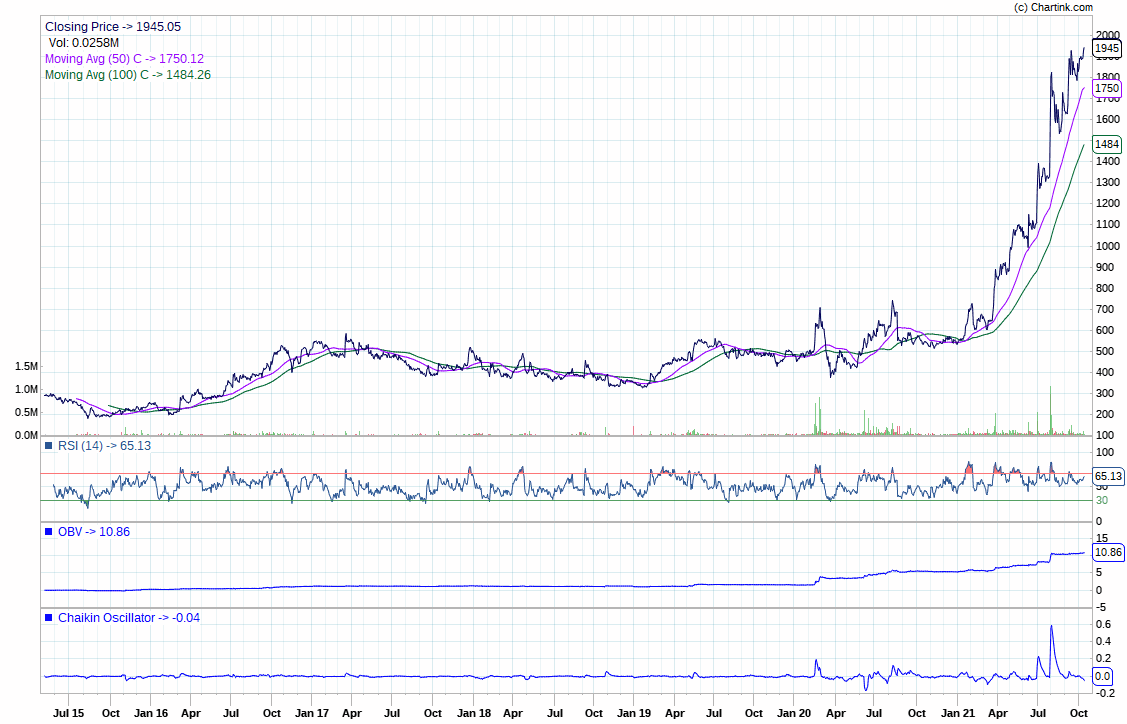 (c) Chartink.com
Closing Price -> 1945.05
Vol: 0.0258M
Moving Avg (50) C -> 1750.12
Moving Avg (100) C -> 1484.26
2000
1945
1900
1800
1750
1700
1600
1484
1400
1300
1200
1100
1000
900
800
700
600
500
400
300
200
100
1.5M
1.0M
0.5M
0.0M
RSI (14) -> 65.13
100
65.13
50
30
0
OBV -> 10.86
15
10.86
5
0
-5
Chaikin Oscillator -> -0.04
0.6
0.4
0.2
0.0
-0.2
Jul 15 Oct Jan 16 Apr Jul Oct Jan 17 Apr Jul Oct Jan 18 Apr Jul Oct Jan 19 Apr Jul Oct Jan 20 Apr Jul Oct Jan 21 Apr Jul Oct